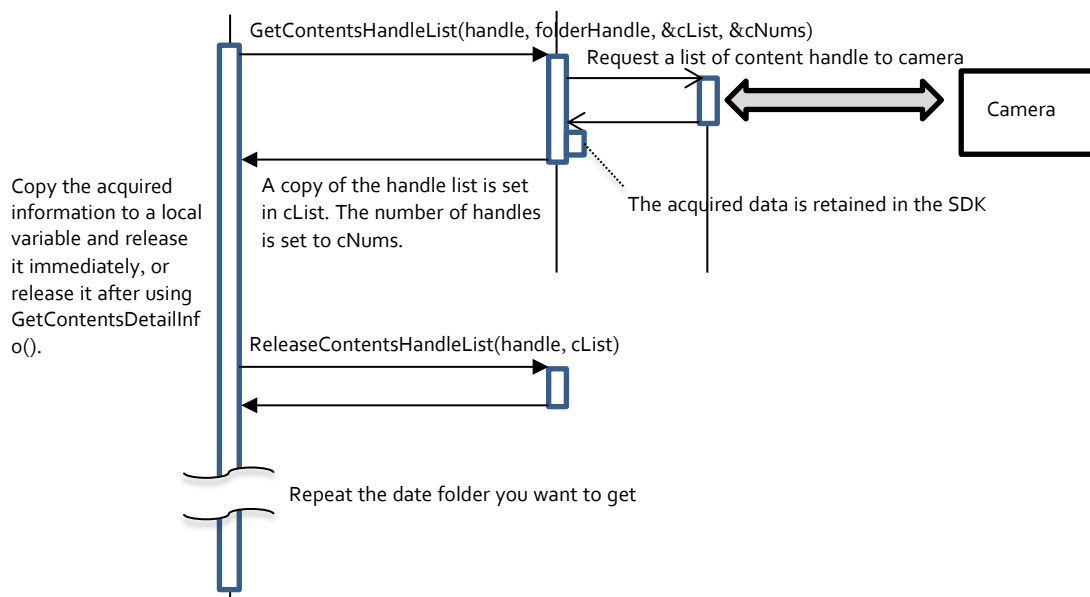 GetContentsHandleList(handle, folderHandle, &cList, &cNums)
Request a list of content handle to camera
Camera
Copy the acquired
information to a local
variable and release
it immediately, or
release it after using
GetContentsDetailInf
o().
A copy of the handle list is set
in cList. The number of handles
is set to cNums.
The acquired data is retained in the SDK
ReleaseContentsHandleList(handle, cList)
Repeat the date folder you want to get